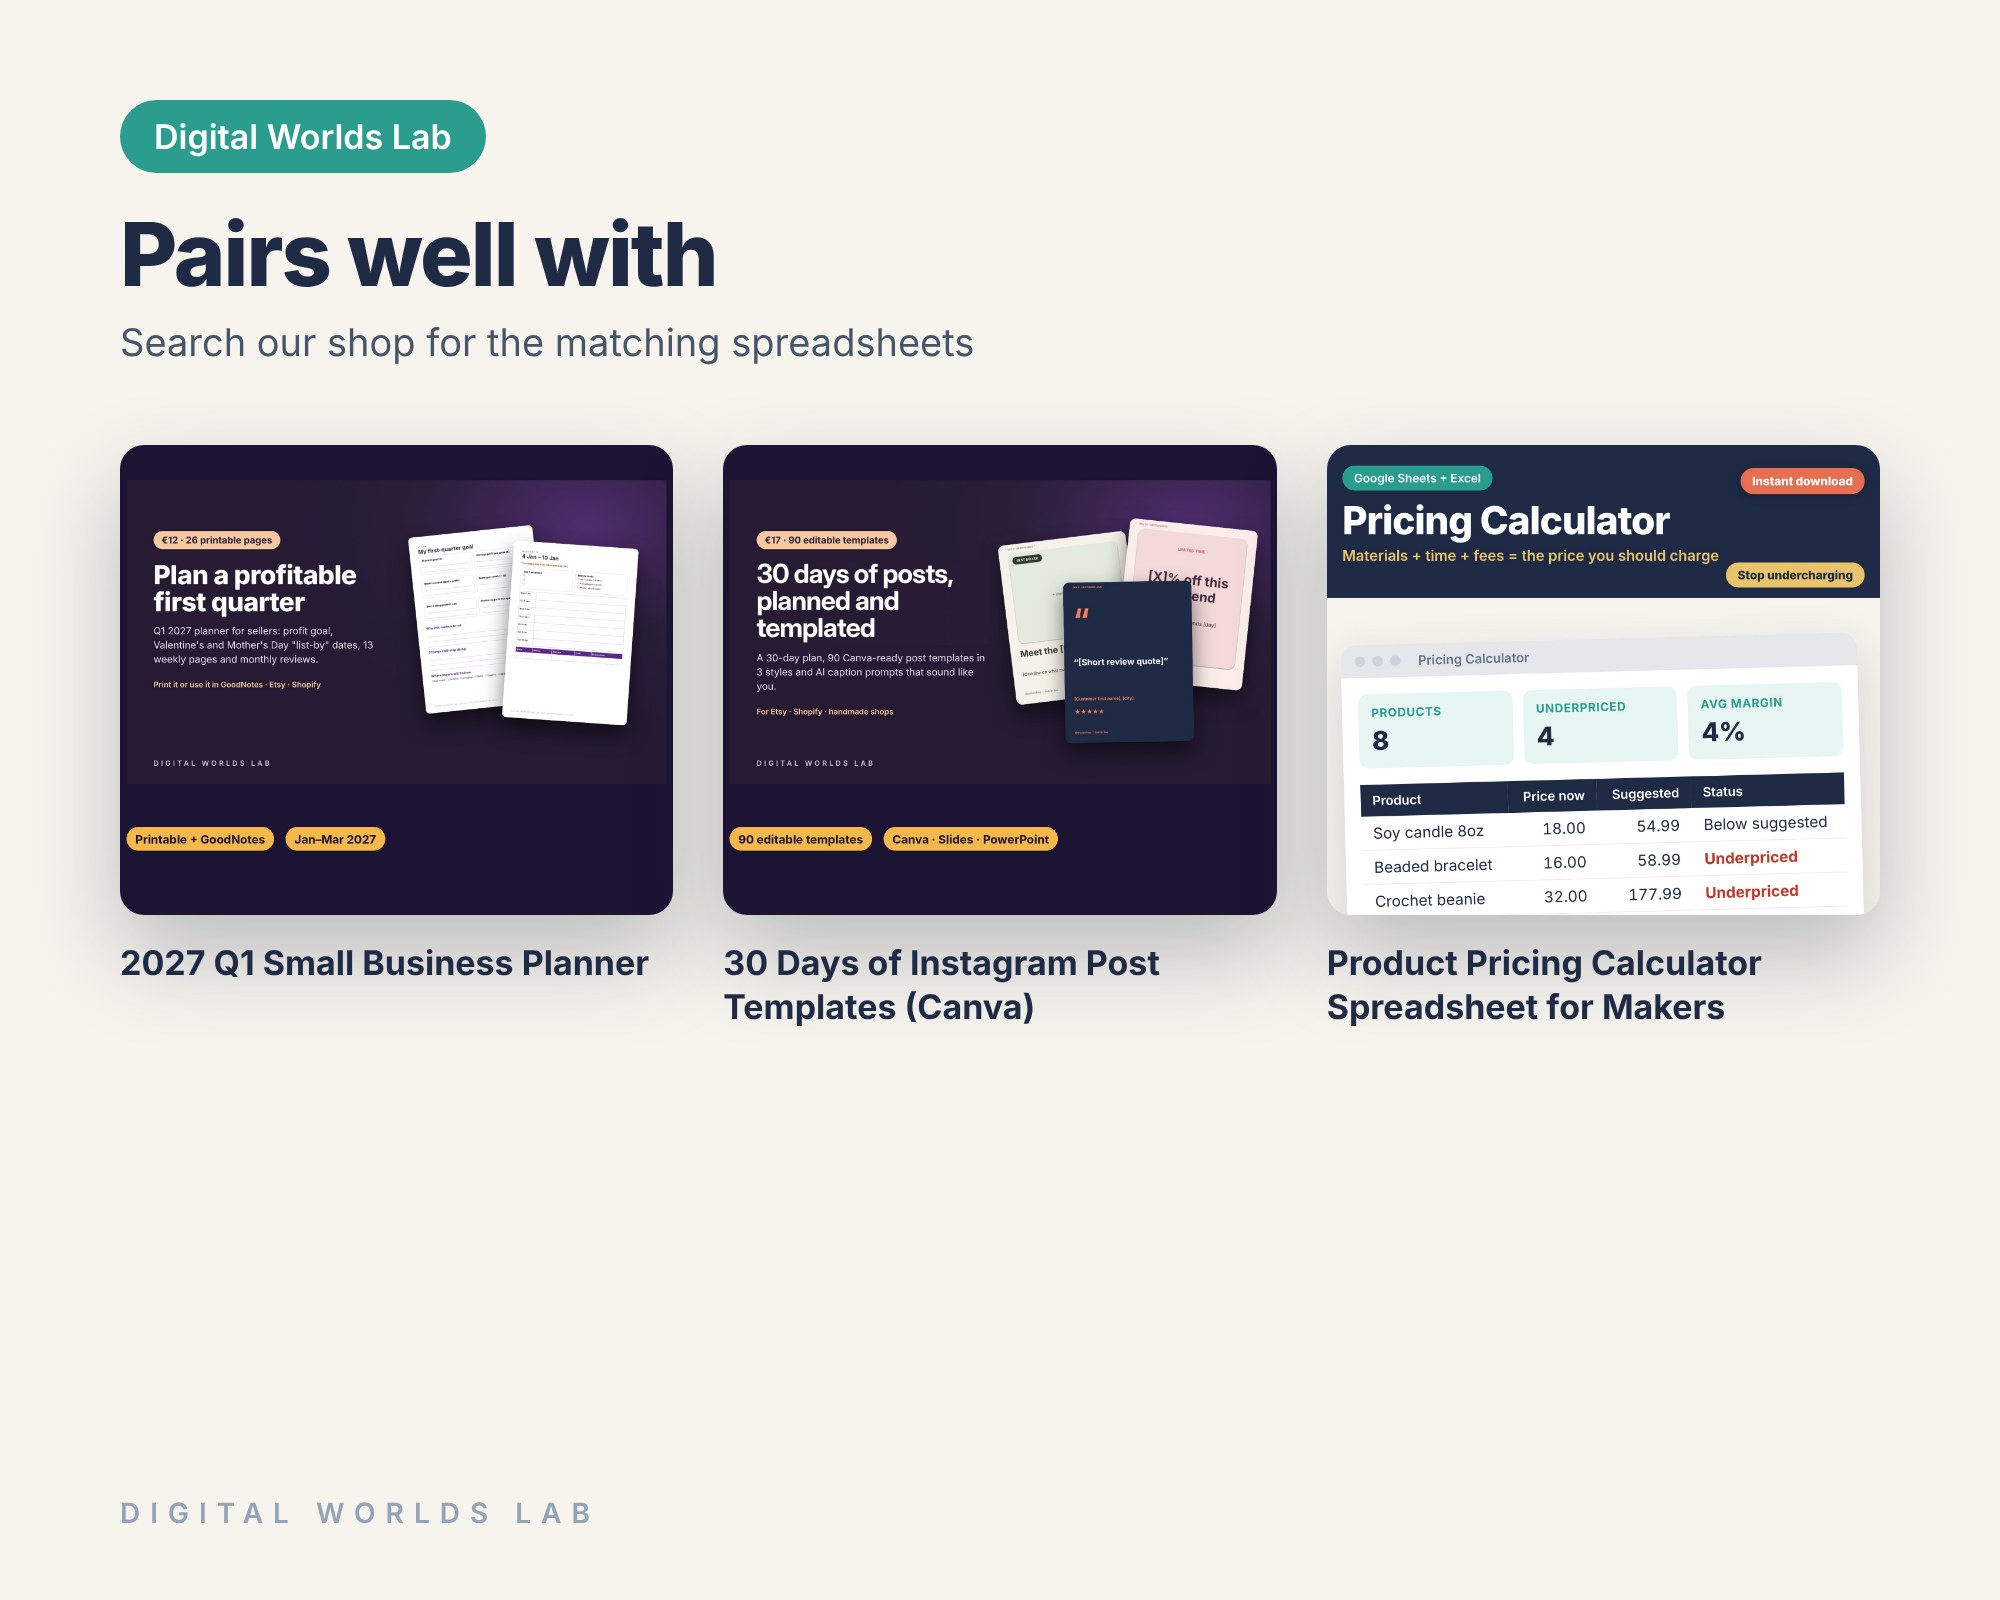 Digital Worlds Lab
Pairs well with
Search our shop for the matching spreadsheets
€12 · 26 printable pages
Plan a profitable
first quarter
Q1 2027 planner for sellers: profit goal,
Valentine's and Mother's Day "list-by" dates, 13
weekly pages and monthly reviews.
Print it or use it in GoodNotes · Etsy · Shopify
DIGITAL WORLDS LAB
My first-quarter goal
4 Jan – 10 Jan
Printable + GoodNotes
Jan–Mar 2027
2027 Q1 Small Business Planner
€17 · 90 editable templates
30 days of posts,
planned and
templated
A 30-day plan, 90 Canva-ready post templates in
3 styles and AI caption prompts that sound like
you.
For Etsy · Shopify · handmade shops
DIGITAL WORLDS LAB
Meet the [
LIMITED TIME
[X]% off this
end
"[Short review quote]"
★★★★★
90 editable templates
Canva · Slides · PowerPoint
30 Days of Instagram Post
Templates (Canva)
Google Sheets + Excel
Instant download
Pricing Calculator
Materials + time + fees = the price you should charge
Stop undercharging
Pricing Calculator
PRODUCTS
8
UNDERPRICED
4
AVG MARGIN
4%
Product Price now Suggested Status
Soy candle 8oz 18.00 54.99 Below suggested
Beaded bracelet 16.00 58.99 Underpriced
Crochet beanie 32.00 177.99 Underpriced
Product Pricing Calculator
Spreadsheet for Makers
DIGITAL WORLDS LAB